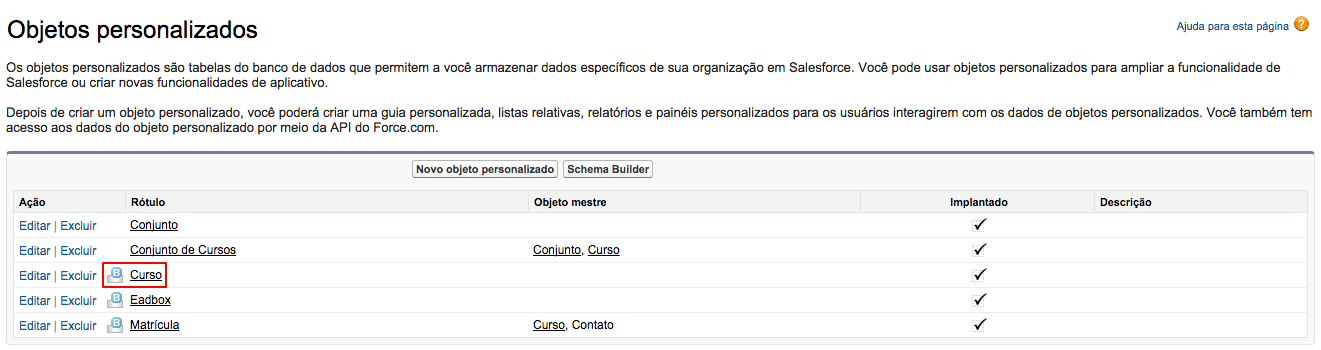 Objetos personalizados
Ajuda para esta página ?
Os objetos personalizados são tabelas do banco de dados que permitem a você armazenar dados específicos de sua organização em Salesforce. Você pode usar objetos personalizados para ampliar a funcionalidade de
Salesforce ou criar novas funcionalidades de aplicativo.
Depois de criar um objeto personalizado, você poderá criar uma guia personalizada, listas relativas, relatórios e painéis personalizados para os usuários interagirem com os dados de objetos personalizados. Você também tem
acesso aos dados do objeto personalizado por meio da API do Force.com.
Novo objeto personalizado Schema Builder
Ação Rótulo Objeto mestre Implantado Descrição
Editar | Excluir Conjunto
Editar | Excluir Conjunto de Cursos Conjunto, Curso
Editar | Excluir B Curso
Editar | Excluir B Eadbox
Editar | Excluir B Matrícula Curso, Contato